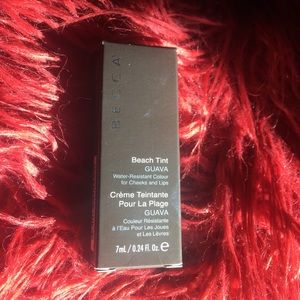 BECCA
Beach Tint
GUAVA
Water-Resistant Colour
for Cheeks and Lips
Crème Teintante
Pour La Plage
GUAVA
Couleur Résistante
à l'Eau Pour Les Joues
et Les Lèvres
7ml / 0.24 fl. oz. ℮